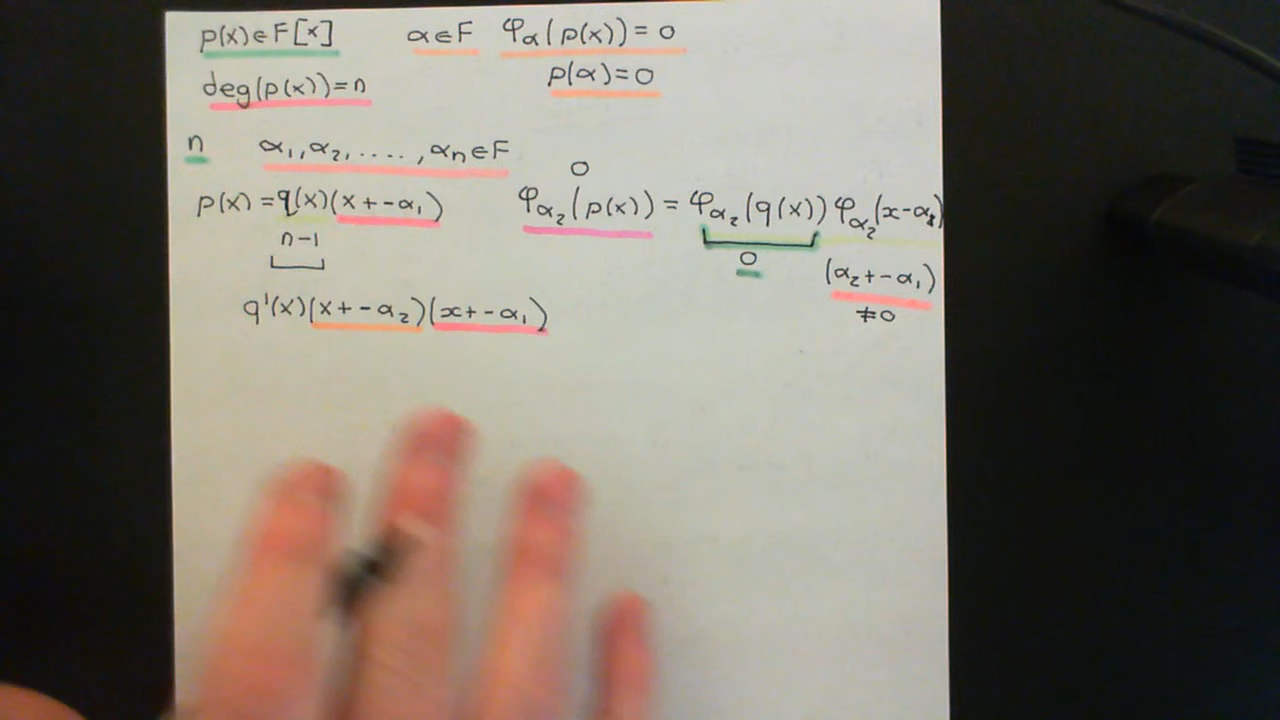 p(x)∈F[x] α∈F φα(p(x))=0
deg(p(x))=n p(α)=0
n α₁,α₂,....,αn∈F
0
p(x)=q(x)(x+-α₁) φα₂(p(x))=φα₂(q(x))φα₂(x-α₁)
n-1 0 (α₂+-α₁)
q'(x)(x+-α₂)(x+-α₁) ≠0